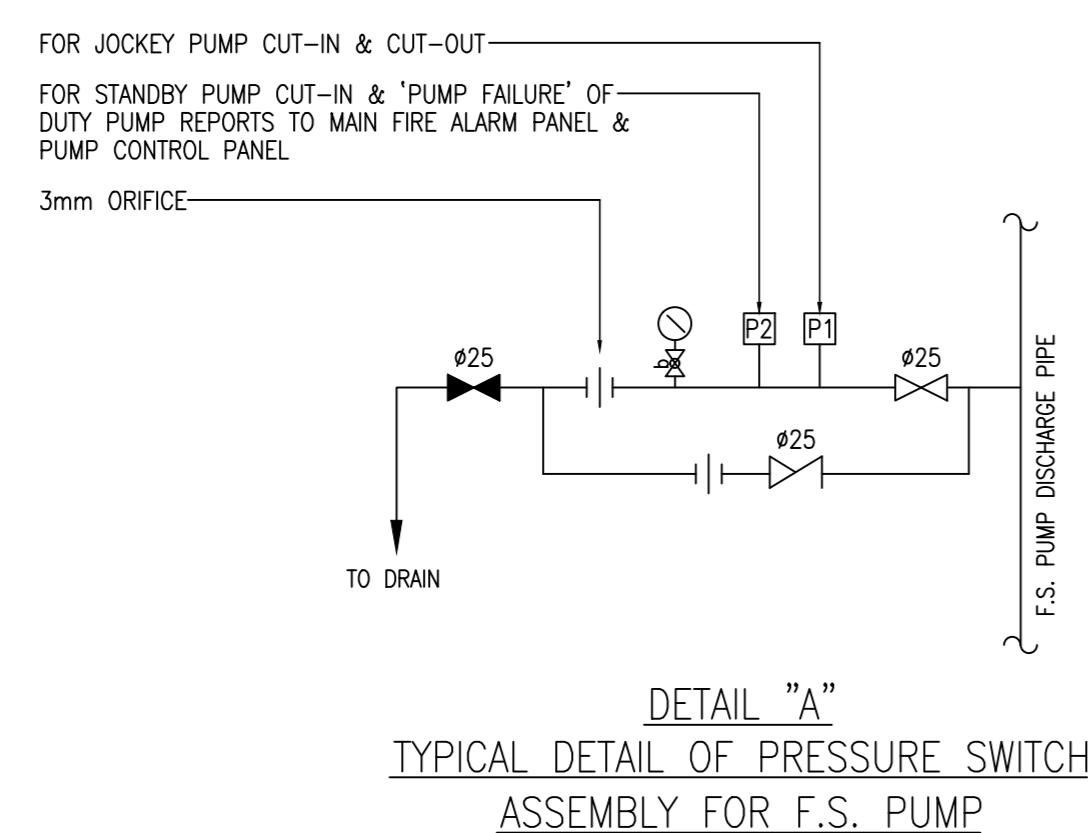 FOR JOCKEY PUMP CUT-IN & CUT-OUT
FOR STANDBY PUMP CUT-IN & 'PUMP FAILURE' OF
DUTY PUMP REPORTS TO MAIN FIRE ALARM PANEL &
PUMP CONTROL PANEL
3mm ORIFICE
P2
P1
ø25
b
ø25
ø25
TO DRAIN
F.S. PUMP DISCHARGE PIPE
DETAIL "A"
TYPICAL DETAIL OF PRESSURE SWITCH
ASSEMBLY FOR F.S. PUMP